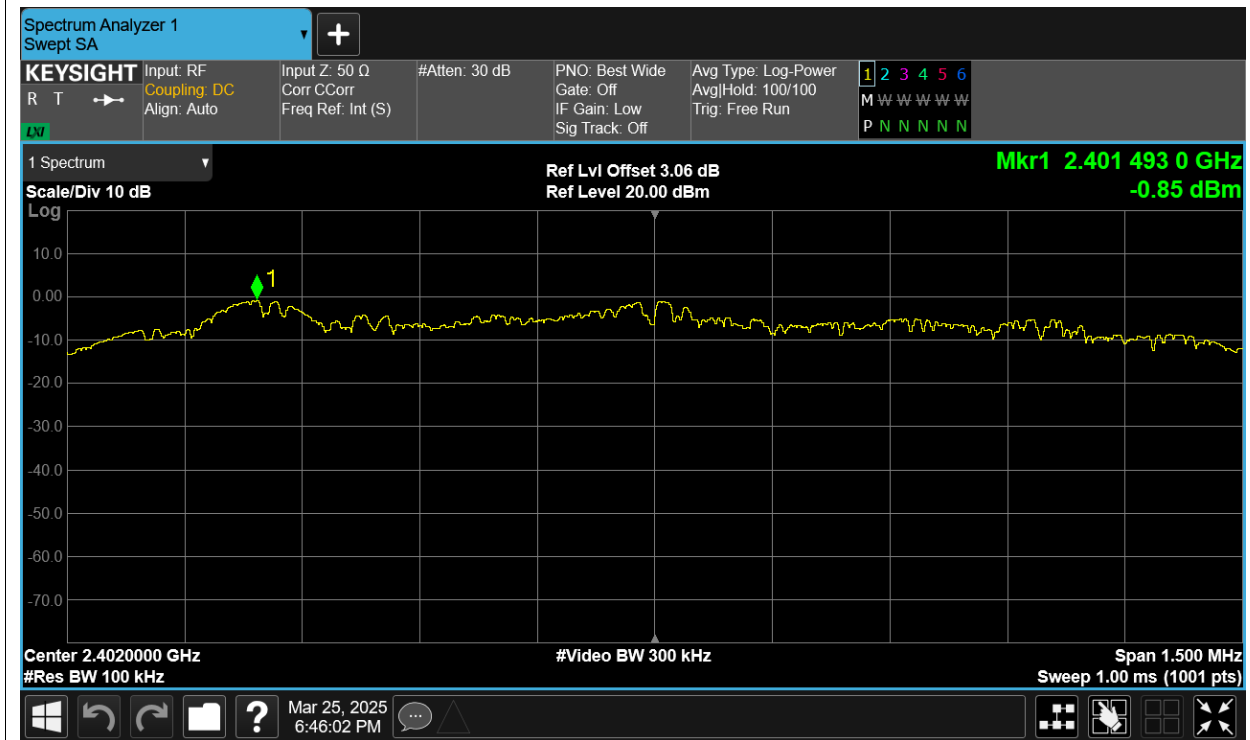 Spectrum Analyzer 1
Swept SA
KEYSIGHT
R T
LXI
Input: RF
Coupling: DC
Align: Auto
Input Z: 50 Ω
Corr CCorr
Freq Ref: Int (S)
#Atten: 30 dB
PNO: Best Wide
Gate: Off
IF Gain: Low
Sig Track: Off
Avg Type: Log-Power
Avg|Hold: 100/100
Trig: Free Run
1 2 3 4 5 6
M W W W W W
P N N N N N
1 Spectrum
Scale/Div 10 dB
Ref Lvl Offset 3.06 dB
Ref Level 20.00 dBm
Mkr1 2.401 493 0 GHz
-0.85 dBm
Log
10.0
0.00
-10.0
-20.0
-30.0
-40.0
-50.0
-60.0
-70.0
1
Center 2.4020000 GHz
#Res BW 100 kHz
#Video BW 300 kHz
Span 1.500 MHz
Sweep 1.00 ms (1001 pts)
?
Mar 25, 2025
6:46:02 PM